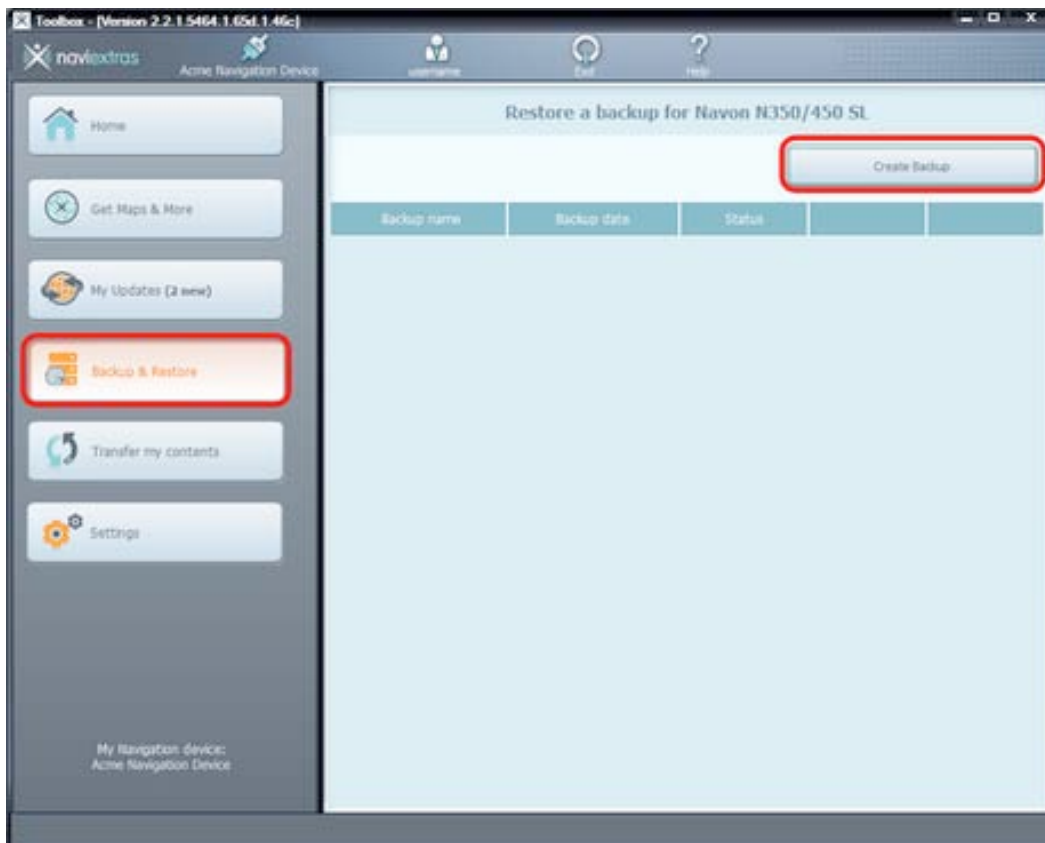 Toolbox - [Version 2.2.1.5464.1.65d.1.46c]
naviextras
Acme Navigation Device
username
Exit
Help
Home
Get Maps & More
My Updates (2 new)
Backup & Restore
Transfer my contents
Settings
My Navigation device:
Acme Navigation Device
Restore a backup for Navon N350/450 SL
Create Backup
Backup name Backup date Status